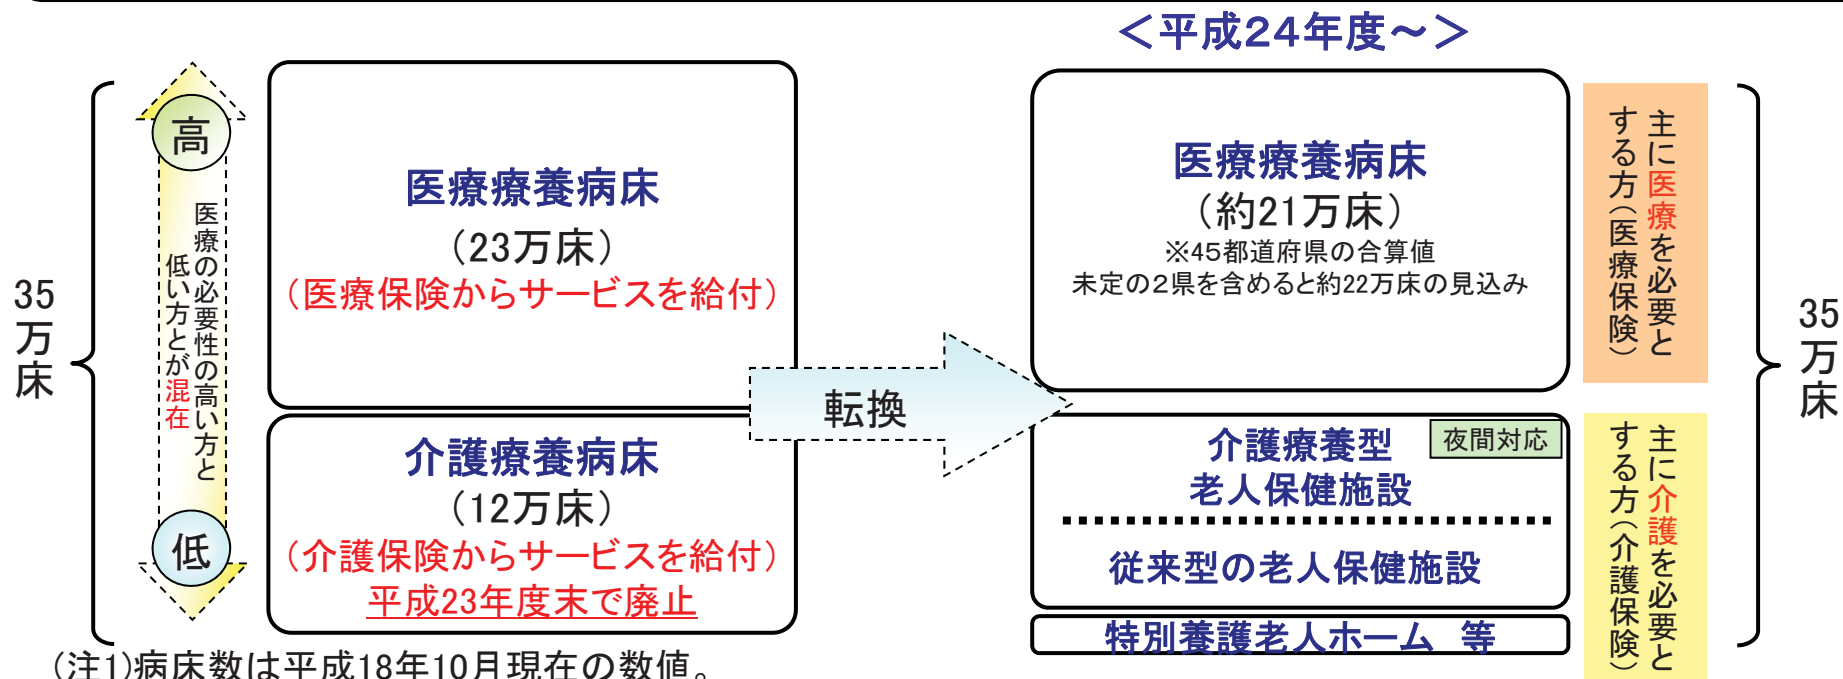 ＜平成24年度～＞
35
万
床
高
医療の必要性の高い方と
低い方とが混在
低
医療療養病床
（23万床）
（医療保険からサービスを給付）
介護療養病床
（12万床）
（介護保険からサービスを給付）
平成23年度末で廃止
転換
医療療養病床
（約21万床）
※45都道府県の合算値
未定の2県を含めると約22万床の見込み
介護療養型
老人保健施設
夜間対応
従来型の老人保健施設
特別養護老人ホーム 等
主に医療を必要と
する方（医療保険）
主に介護を必要と
する方（介護保険）
35
万
床
(注1)病床数は平成18年10月現在の数値。